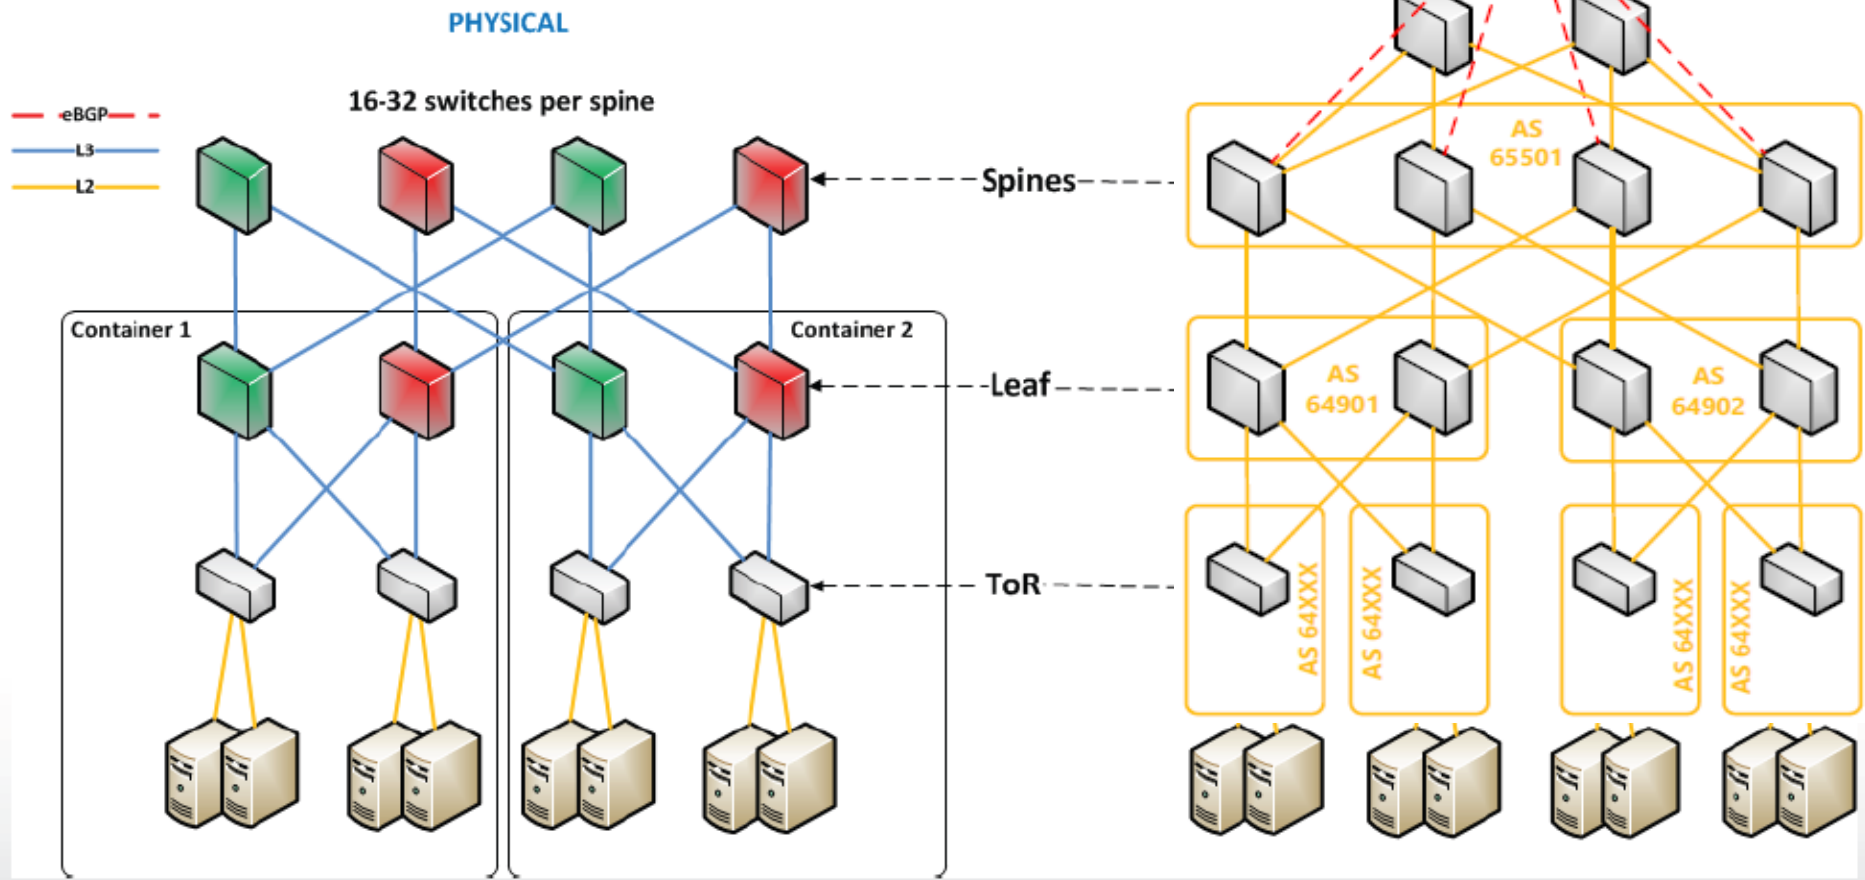 PHYSICAL
16-32 switches per spine
eBGP
L3
L2
Spines
AS
65501
Container 1
Container 2
Leaf
AS
64901
AS
64902
ToR
AS 64XXX
AS 64XXX
AS 64XXX
AS 64XXX